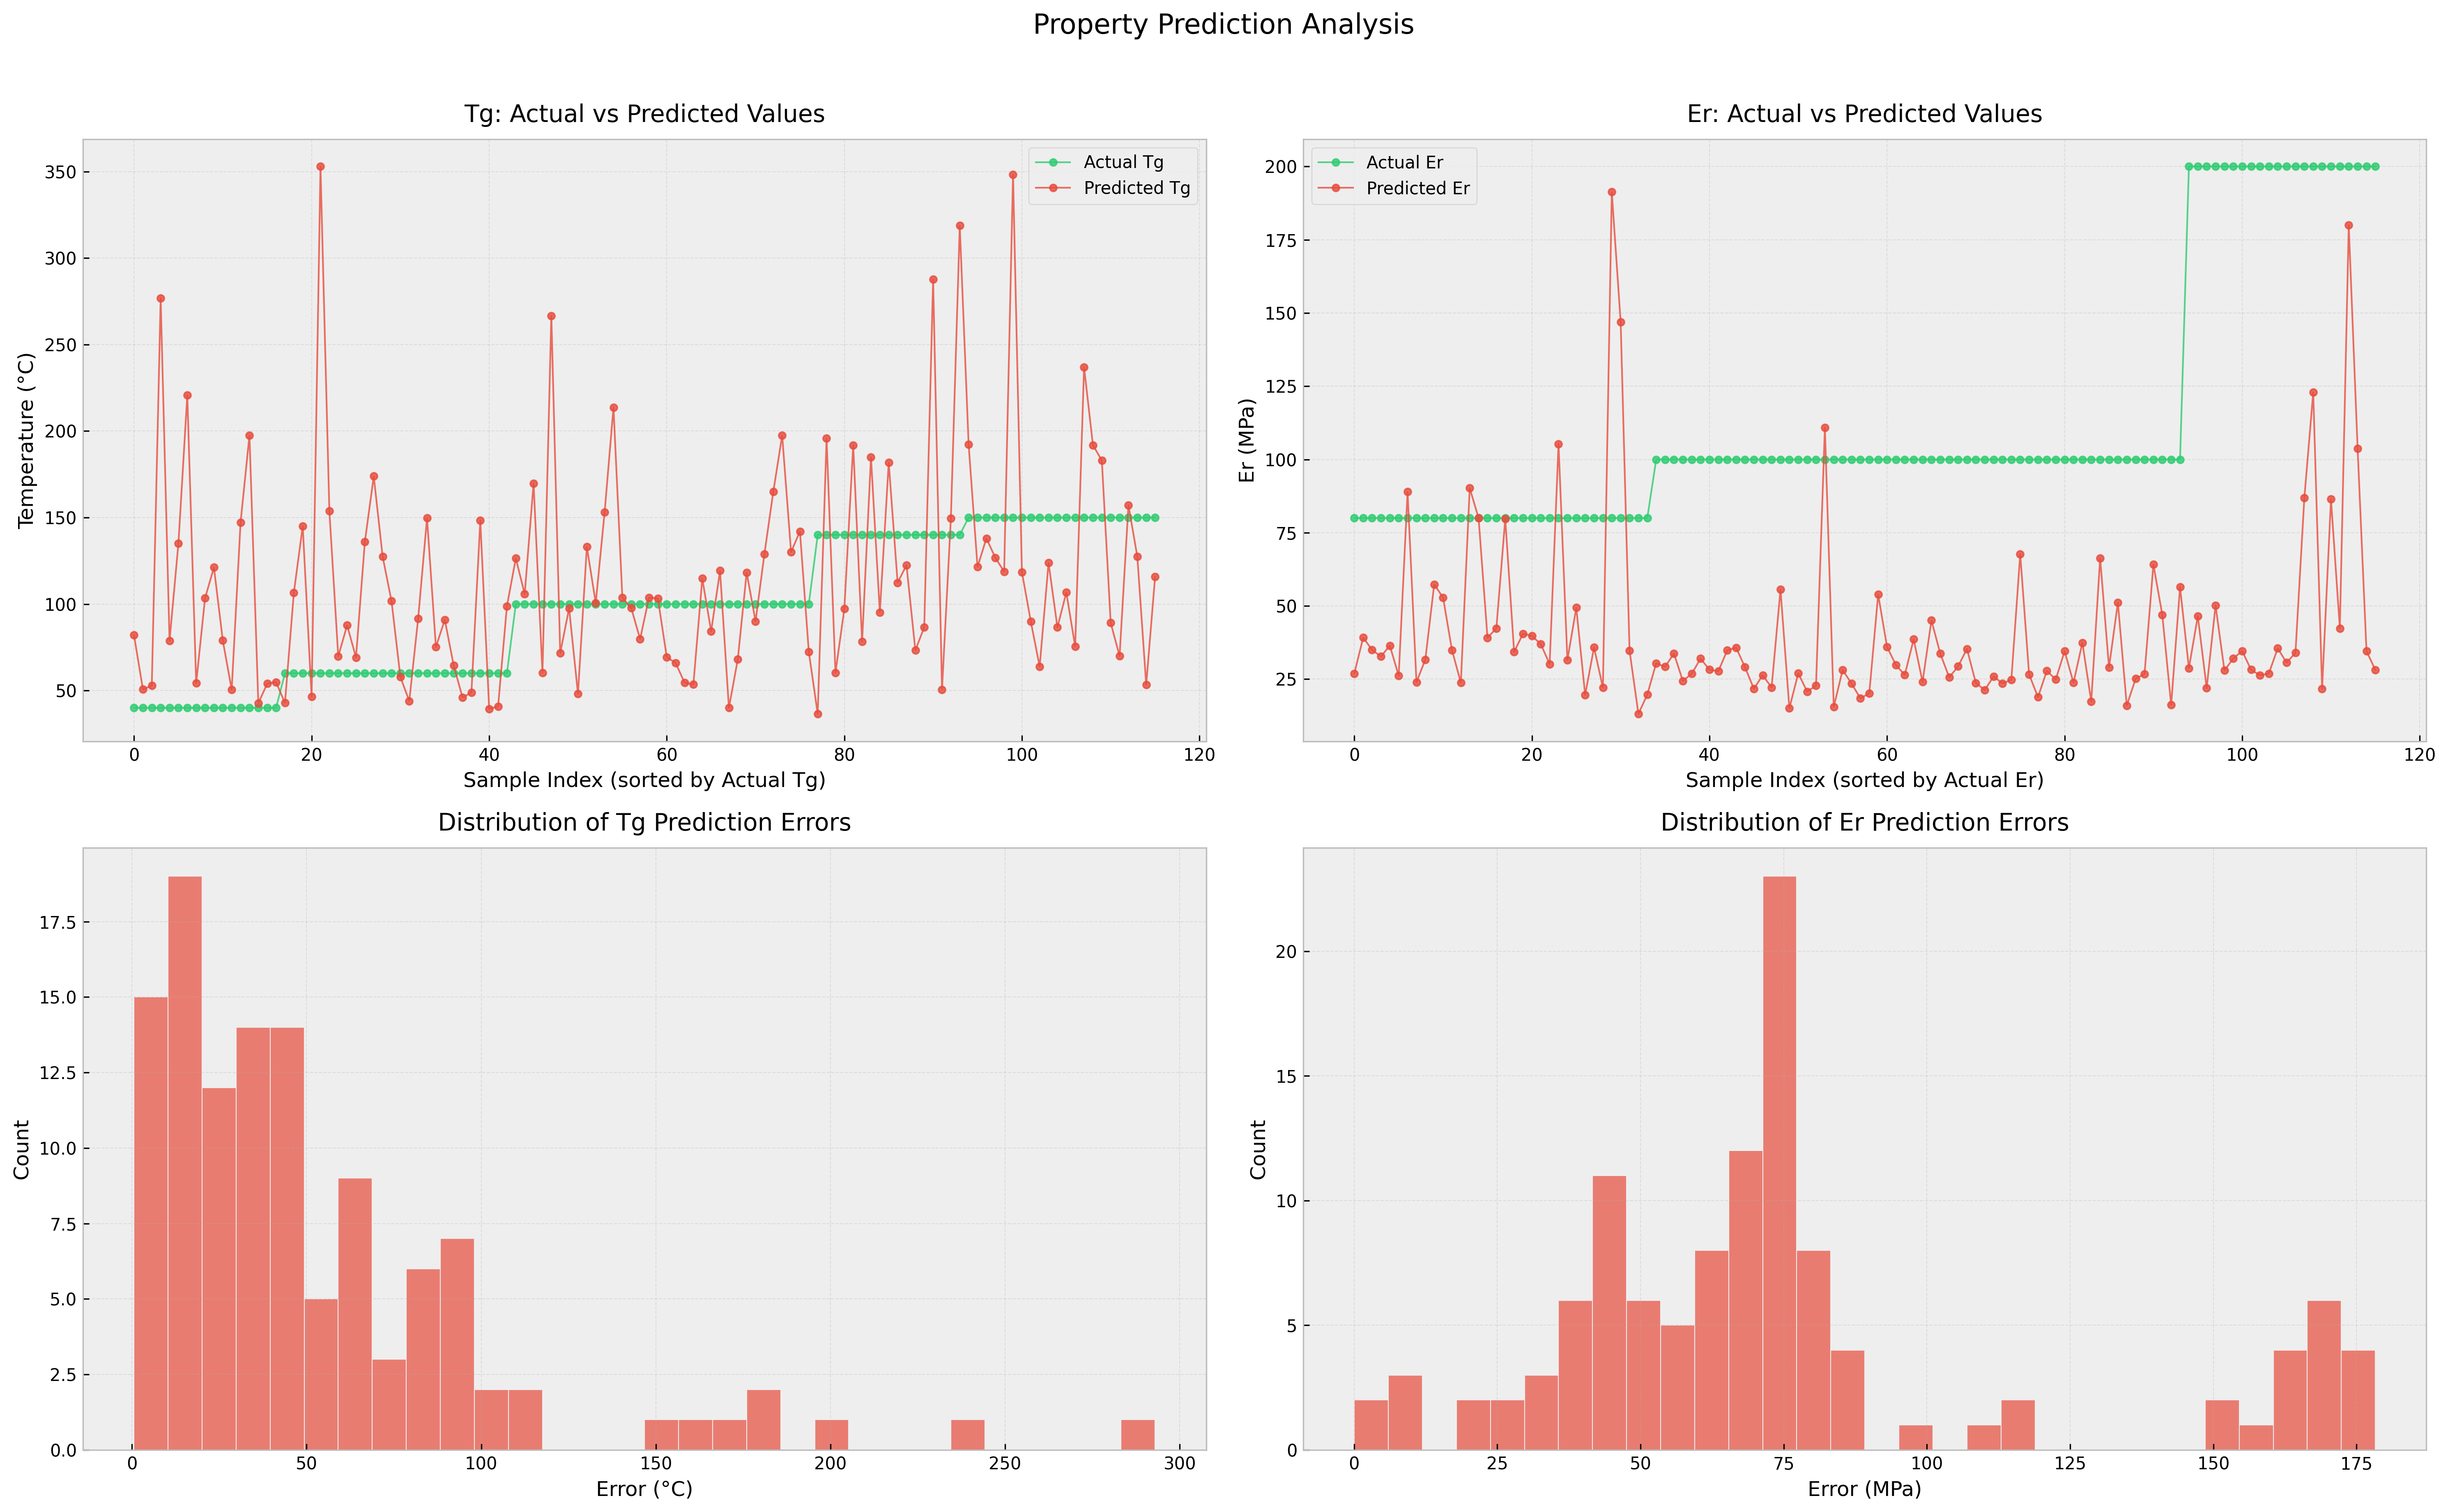 Property Prediction Analysis
Tg: Actual vs Predicted Values
Actual Tg
Predicted Tg
Temperature (°C)
350
300
250
200
150
100
50
0 20 40 60 80 100 120
Sample Index (sorted by Actual Tg)
Er: Actual vs Predicted Values
Actual Er
Predicted Er
Er (MPa)
200
175
150
125
100
75
50
25
0 20 40 60 80 100 120
Sample Index (sorted by Actual Er)
Distribution of Tg Prediction Errors
Count
17.5
15.0
12.5
10.0
7.5
5.0
2.5
0.0
0 50 100 150 200 250 300
Error (°C)
Distribution of Er Prediction Errors
Count
20
15
10
5
0
0 25 50 75 100 125 150 175
Error (MPa)